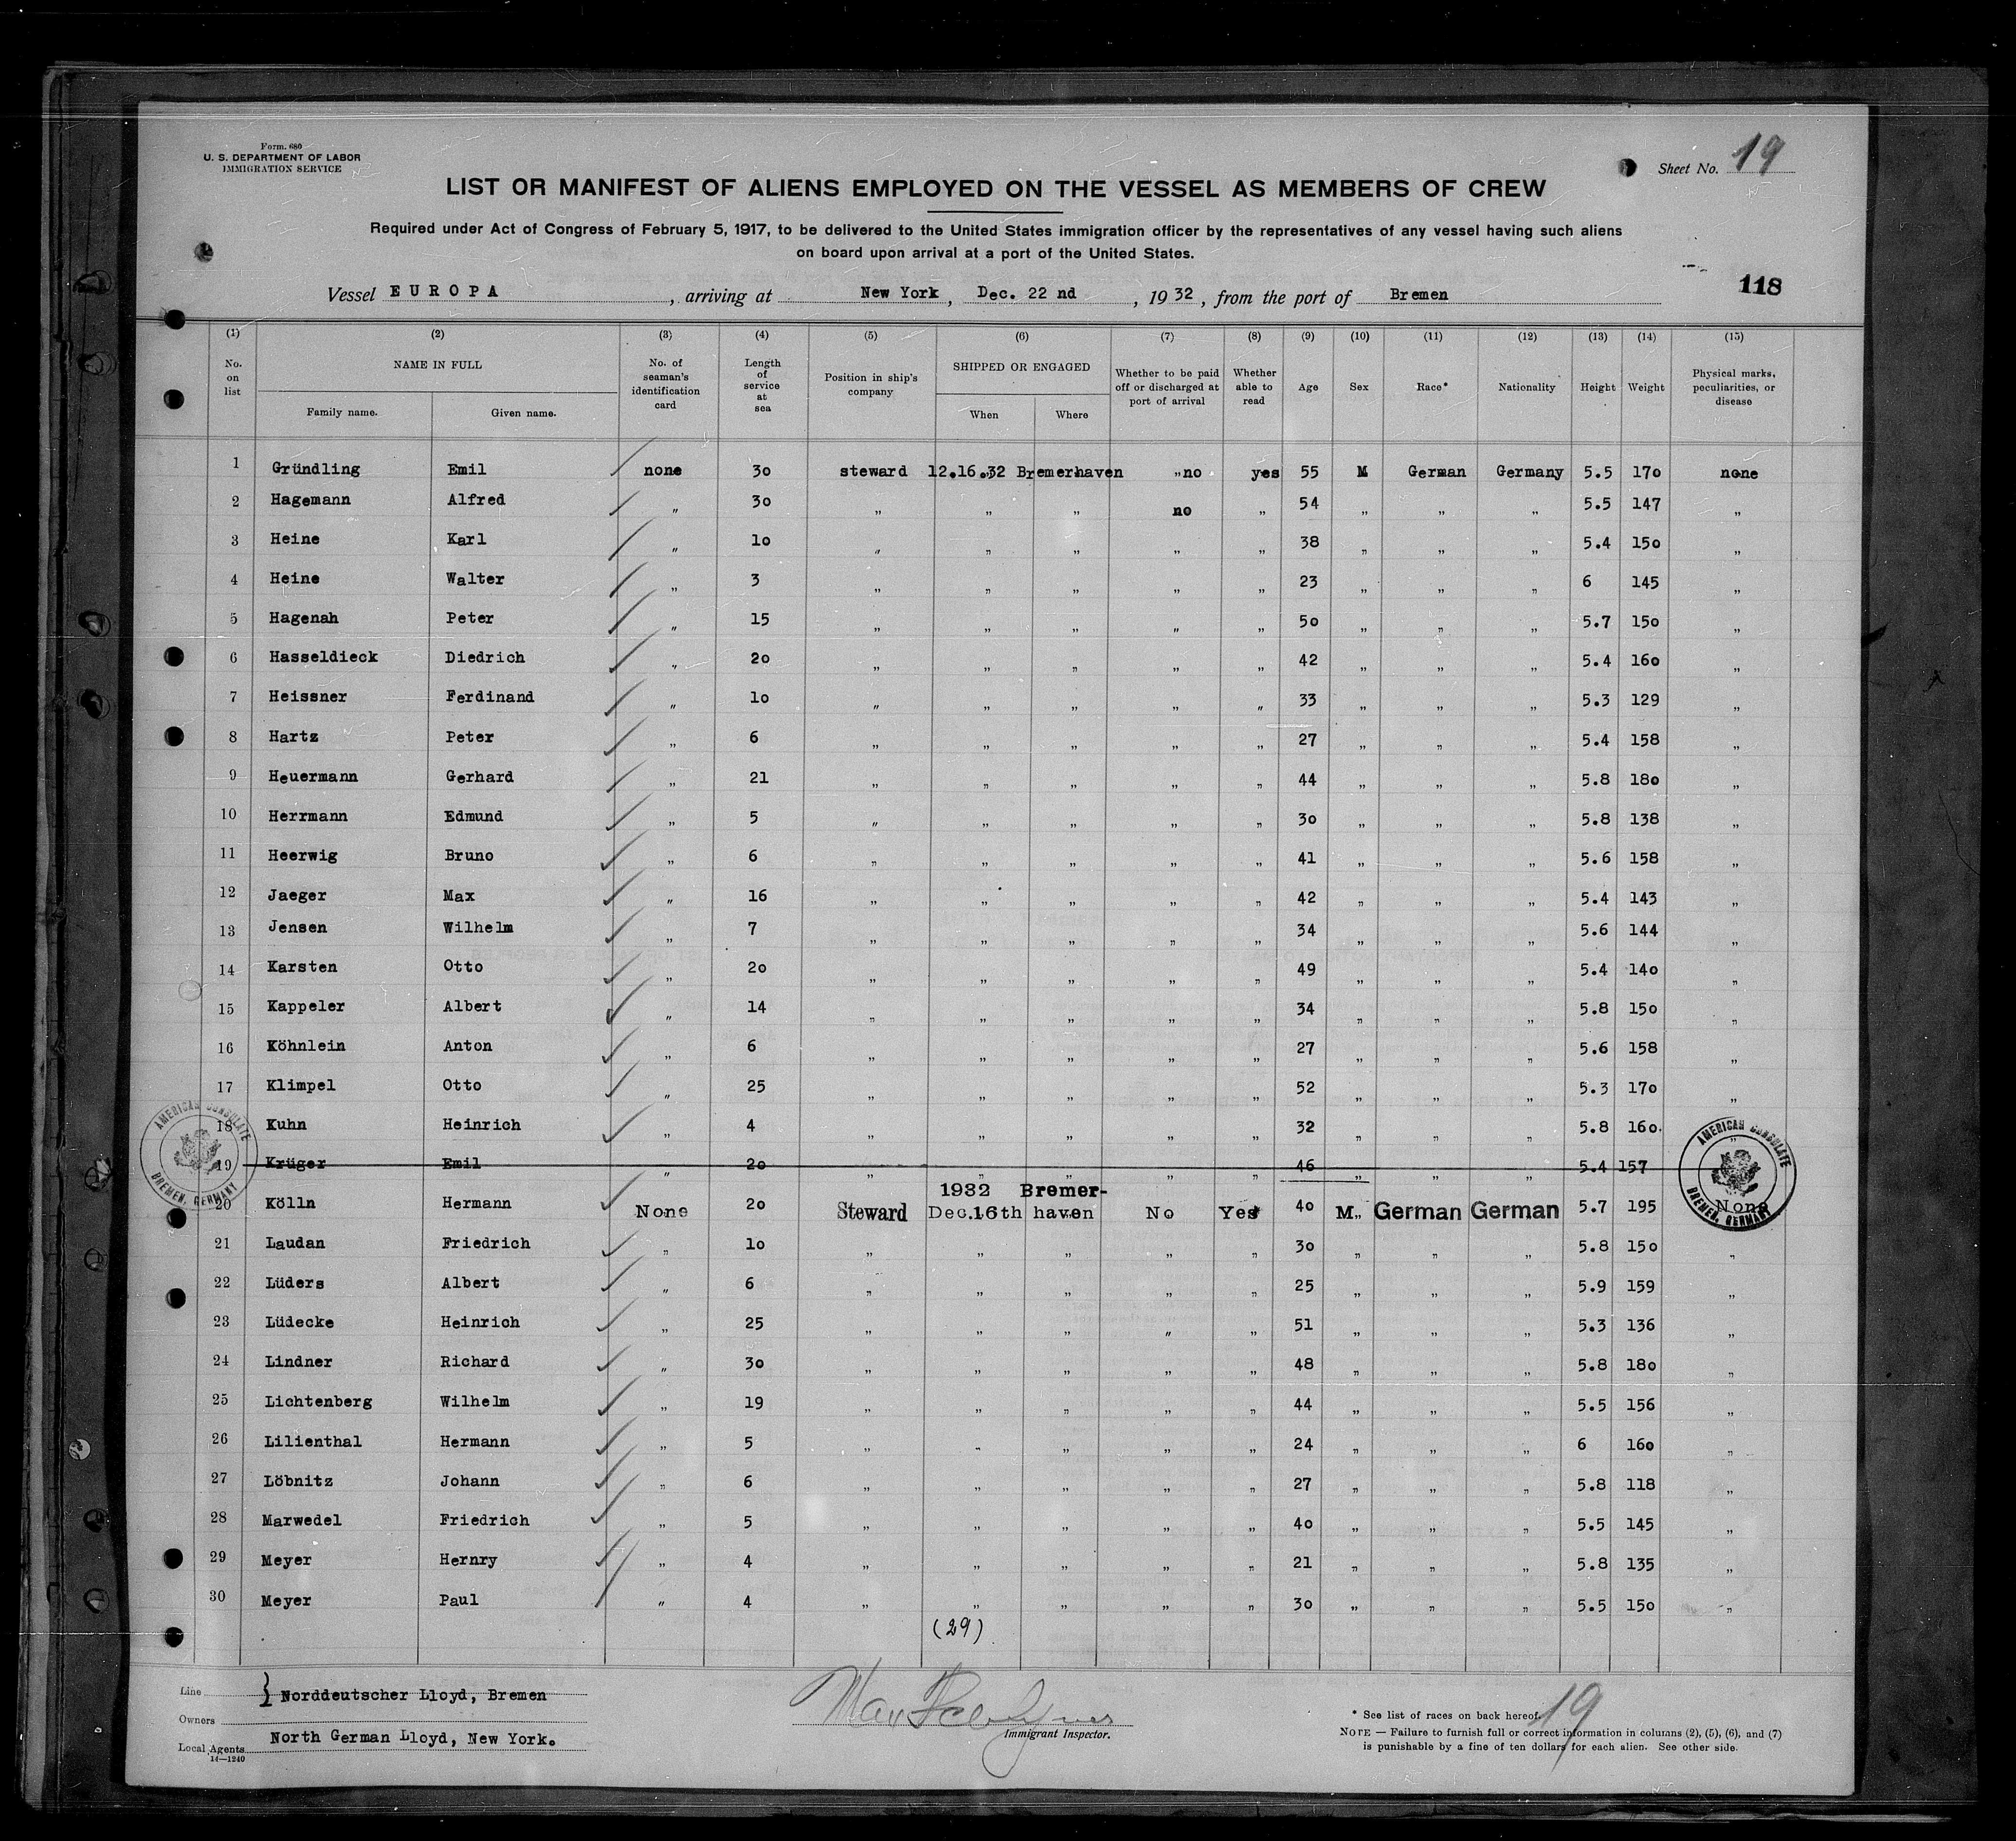 Form. 680
U. S. DEPARTMENT OF LABOR
IMMIGRATION SERVICE
Sheet No. 19
LIST OR MANIFEST OF ALIENS EMPLOYED ON THE VESSEL AS MEMBERS OF CREW
Required under Act of Congress of February 5, 1917, to be delivered to the United States immigration officer by the representatives of any vessel having such aliens
on board upon arrival at a port of the United States.
118
Vessel EUROPA, arriving at New York, Dec. 22 nd, 1932, from the port of Bremen
(1) (2) (3) (4) (5) (6) (7) (8) (9) (10) (11) (12) (13) (14) (15)
No. on list NAME IN FULL Family name. Given name. No. of seaman's identification card Length of service at sea Position in ship's company SHIPPED OR ENGAGED When Where Whether to be paid off or discharged at port of arrival Whether able to read Age Sex Race* Nationality Height Weight Physical marks, peculiarities, or disease
1 Gründling Emil none 30 steward 12.16.32 Bremerhaven „ no yes 55 M German Germany 5.5 170 none
2 Hagemann Alfred „ 30 „ „ „ no „ 54 „ „ „ 5.5 147 „
3 Heine Karl „ 10 „ „ „ „ „ 38 „ „ „ 5.4 150 „
4 Heine Walter „ 3 „ „ „ „ „ 23 „ „ „ 6 145 „
5 Hagenah Peter „ 15 „ „ „ „ „ 50 „ „ „ 5.7 150 „
6 Hasseldieck Diedrich „ 20 „ „ „ „ „ 42 „ „ „ 5.4 160 „
7 Heissner Ferdinand „ 10 „ „ „ „ „ 33 „ „ „ 5.3 129 „
8 Hartz Peter „ 6 „ „ „ „ „ 27 „ „ „ 5.4 158 „
9 Heuermann Gerhard „ 21 „ „ „ „ „ 44 „ „ „ 5.8 180 „
10 Herrmann Edmund „ 5 „ „ „ „ „ 30 „ „ „ 5.8 138 „
11 Heerwig Bruno „ 6 „ „ „ „ „ 41 „ „ „ 5.6 158 „
12 Jaeger Max „ 16 „ „ „ „ „ 42 „ „ „ 5.4 143 „
13 Jensen Wilhelm „ 7 „ „ „ „ „ 34 „ „ „ 5.6 144 „
14 Karsten Otto „ 20 „ „ „ „ „ 49 „ „ „ 5.4 140 „
15 Kappeler Albert „ 14 „ „ „ „ „ 34 „ „ „ 5.8 150 „
16 Köhnlein Anton „ 6 „ „ „ „ „ 27 „ „ „ 5.6 158 „
17 Klimpel Otto „ 25 „ „ „ „ „ 52 „ „ „ 5.3 170 „
18 Kuhn Heinrich „ 4 „ „ „ „ „ 32 „ „ „ 5.8 160. „
19 Krüger Emil „ 20 „ „ „ „ „ 46 „ „ „ 5.4 157
20 Kölln Hermann None 20 Steward 1932 Dec. 16th Bremer-haven No Yes 40 M„ German German 5.7 195 None
21 Laudan Friedrich „ 10 „ „ „ „ „ 30 „ „ „ 5.8 150 „
22 Lüders Albert „ 6 „ „ „ „ „ 25 „ „ „ 5.9 159 „
23 Lüdecke Heinrich „ 25 „ „ „ „ „ 51 „ „ „ 5.3 136 „
24 Lindner Richard „ 30 „ „ „ „ „ 48 „ „ „ 5.8 180 „
25 Lichtenberg Wilhelm „ 19 „ „ „ „ „ 44 „ „ „ 5.5 156 „
26 Lilienthal Hermann „ 5 „ „ „ „ „ 24 „ „ „ 6 160 „
27 Löbnitz Johann „ 6 „ „ „ „ „ 27 „ „ „ 5.8 118 „
28 Marwedel Friedrich „ 5 „ „ „ „ „ 40 „ „ „ 5.5 145 „
29 Meyer Hernry „ 4 „ „ „ „ „ 21 „ „ „ 5.8 135 „
30 Meyer Paul „ 4 „ „ „ „ „ 30 „ „ „ 5.5 150 „
(29)
AMERICAN CONSULATE BREMEN, GERMANY
AMERICAN CONSULATE BREMEN, GERMANY
Line } Norddeutscher Lloyd, Bremen
Owners
Local Agents North German Lloyd, New York.
14—1240
Max
Immigrant Inspector.
19
* See list of races on back hereof.
NOTE — Failure to furnish full or correct information in columns (2), (5), (6), and (7)
is punishable by a fine of ten dollars for each alien. See other side.